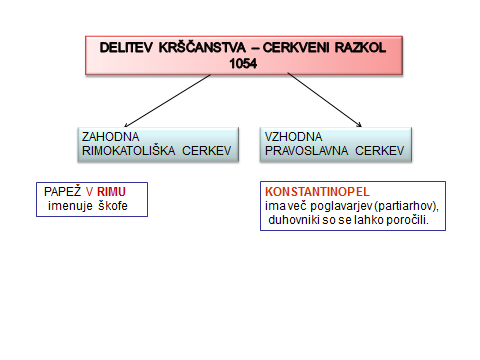 DELITEV KRŠČANSTVA – CERKVENI RAZKOL
1054
ZAHODNA
RIMOKATOLIŠKA CERKEV
VZHODNA
PRAVOSLAVNA CERKEV
PAPEŽ V RIMU
imenuje škofe
KONSTANTINOPEL
ima več poglavarjev (partiarhov),
duhovniki so se lahko poročili.